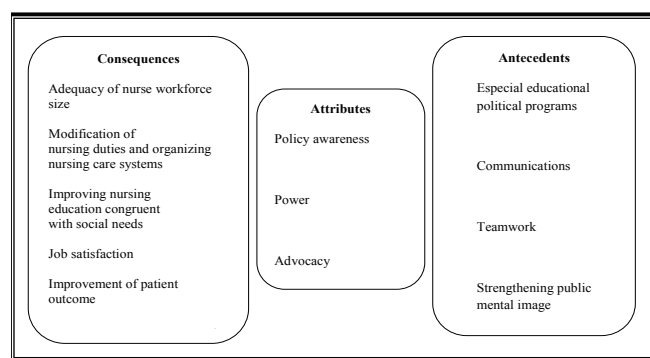 Consequences
Adequacy of nurse workforce
size
Modification of
nursing duties and organizing
nursing care systems
Improving nursing
education congruent
with social needs
Job satisfaction
Improvement of patient
outcome
Attributes
Policy awareness
Power
Advocacy
Antecedents
Especial educational
political programs
Communications
Teamwork
Strengthening public
mental image